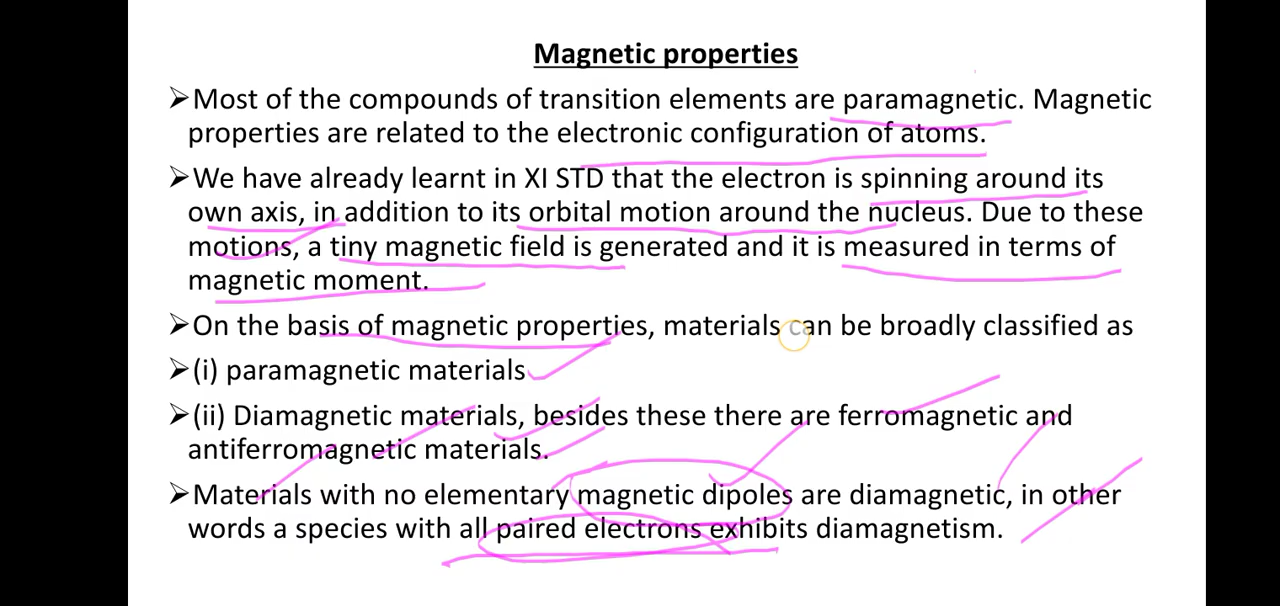 Magnetic properties
➢Most of the compounds of transition elements are paramagnetic. Magnetic
properties are related to the electronic configuration of atoms.
➢We have already learnt in XI STD that the electron is spinning around its
own axis, in addition to its orbital motion around the nucleus. Due to these
motions, a tiny magnetic field is generated and it is measured in terms of
magnetic moment.
➢On the basis of magnetic properties, materials can be broadly classified as
➢(i) paramagnetic materials
➢(ii) Diamagnetic materials, besides these there are ferromagnetic and
antiferromagnetic materials.
➢Materials with no elementary magnetic dipoles are diamagnetic, in other
words a species with all paired electrons exhibits diamagnetism.